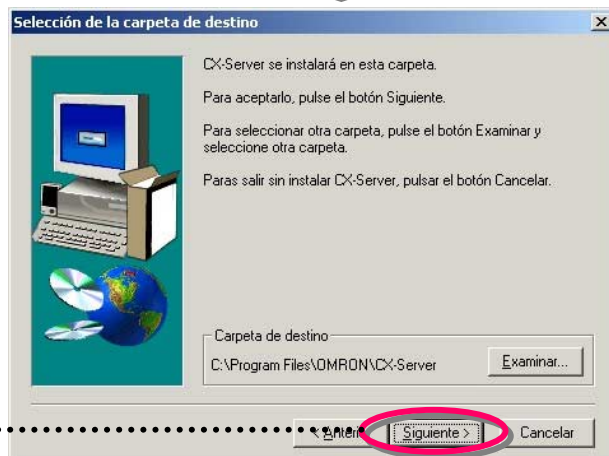 Selección de la carpeta de destino
CX-Server se instalará en esta carpeta.
Para aceptarlo, pulse el botón Siguiente.
Para seleccionar otra carpeta, pulse el botón Examinar y
seleccione otra carpeta.
Paras salir sin instalar CX-Server, pulsar el botón Cancelar.
Carpeta de destino
C:\Program Files\OMRON\CX-Server
Examinar...
Siguiente > Cancelar